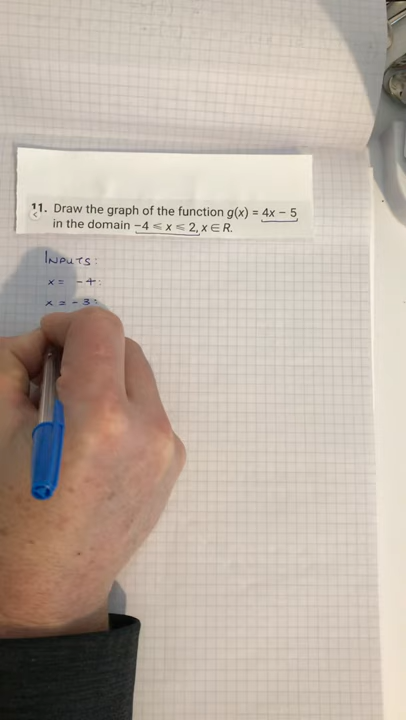 11. Draw the graph of the function g(x) = 4x – 5
in the domain –4 ⩽ x ⩽ 2, x ∈ R.
INPUTS:
x = -4:
x = -3: